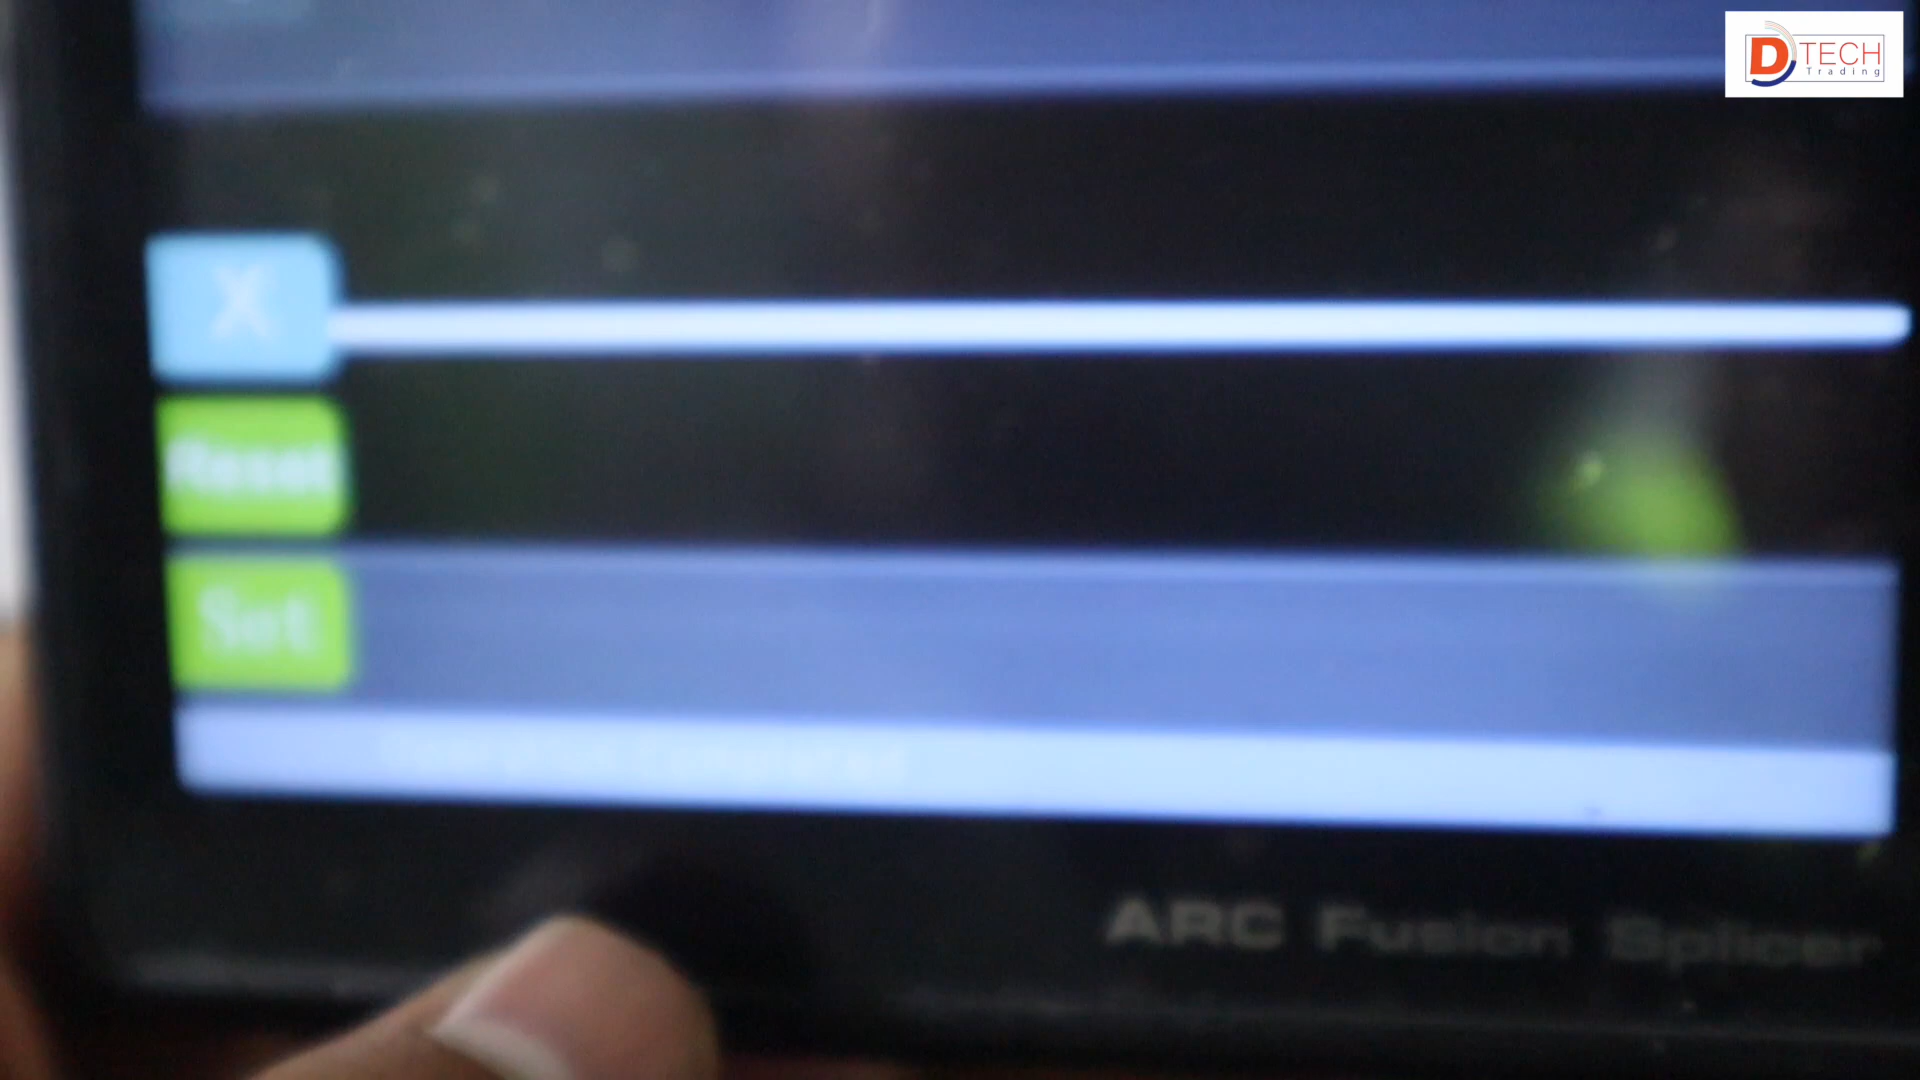 DTECH
Trading
X
Reset
Set
ARC Fusion Splicer